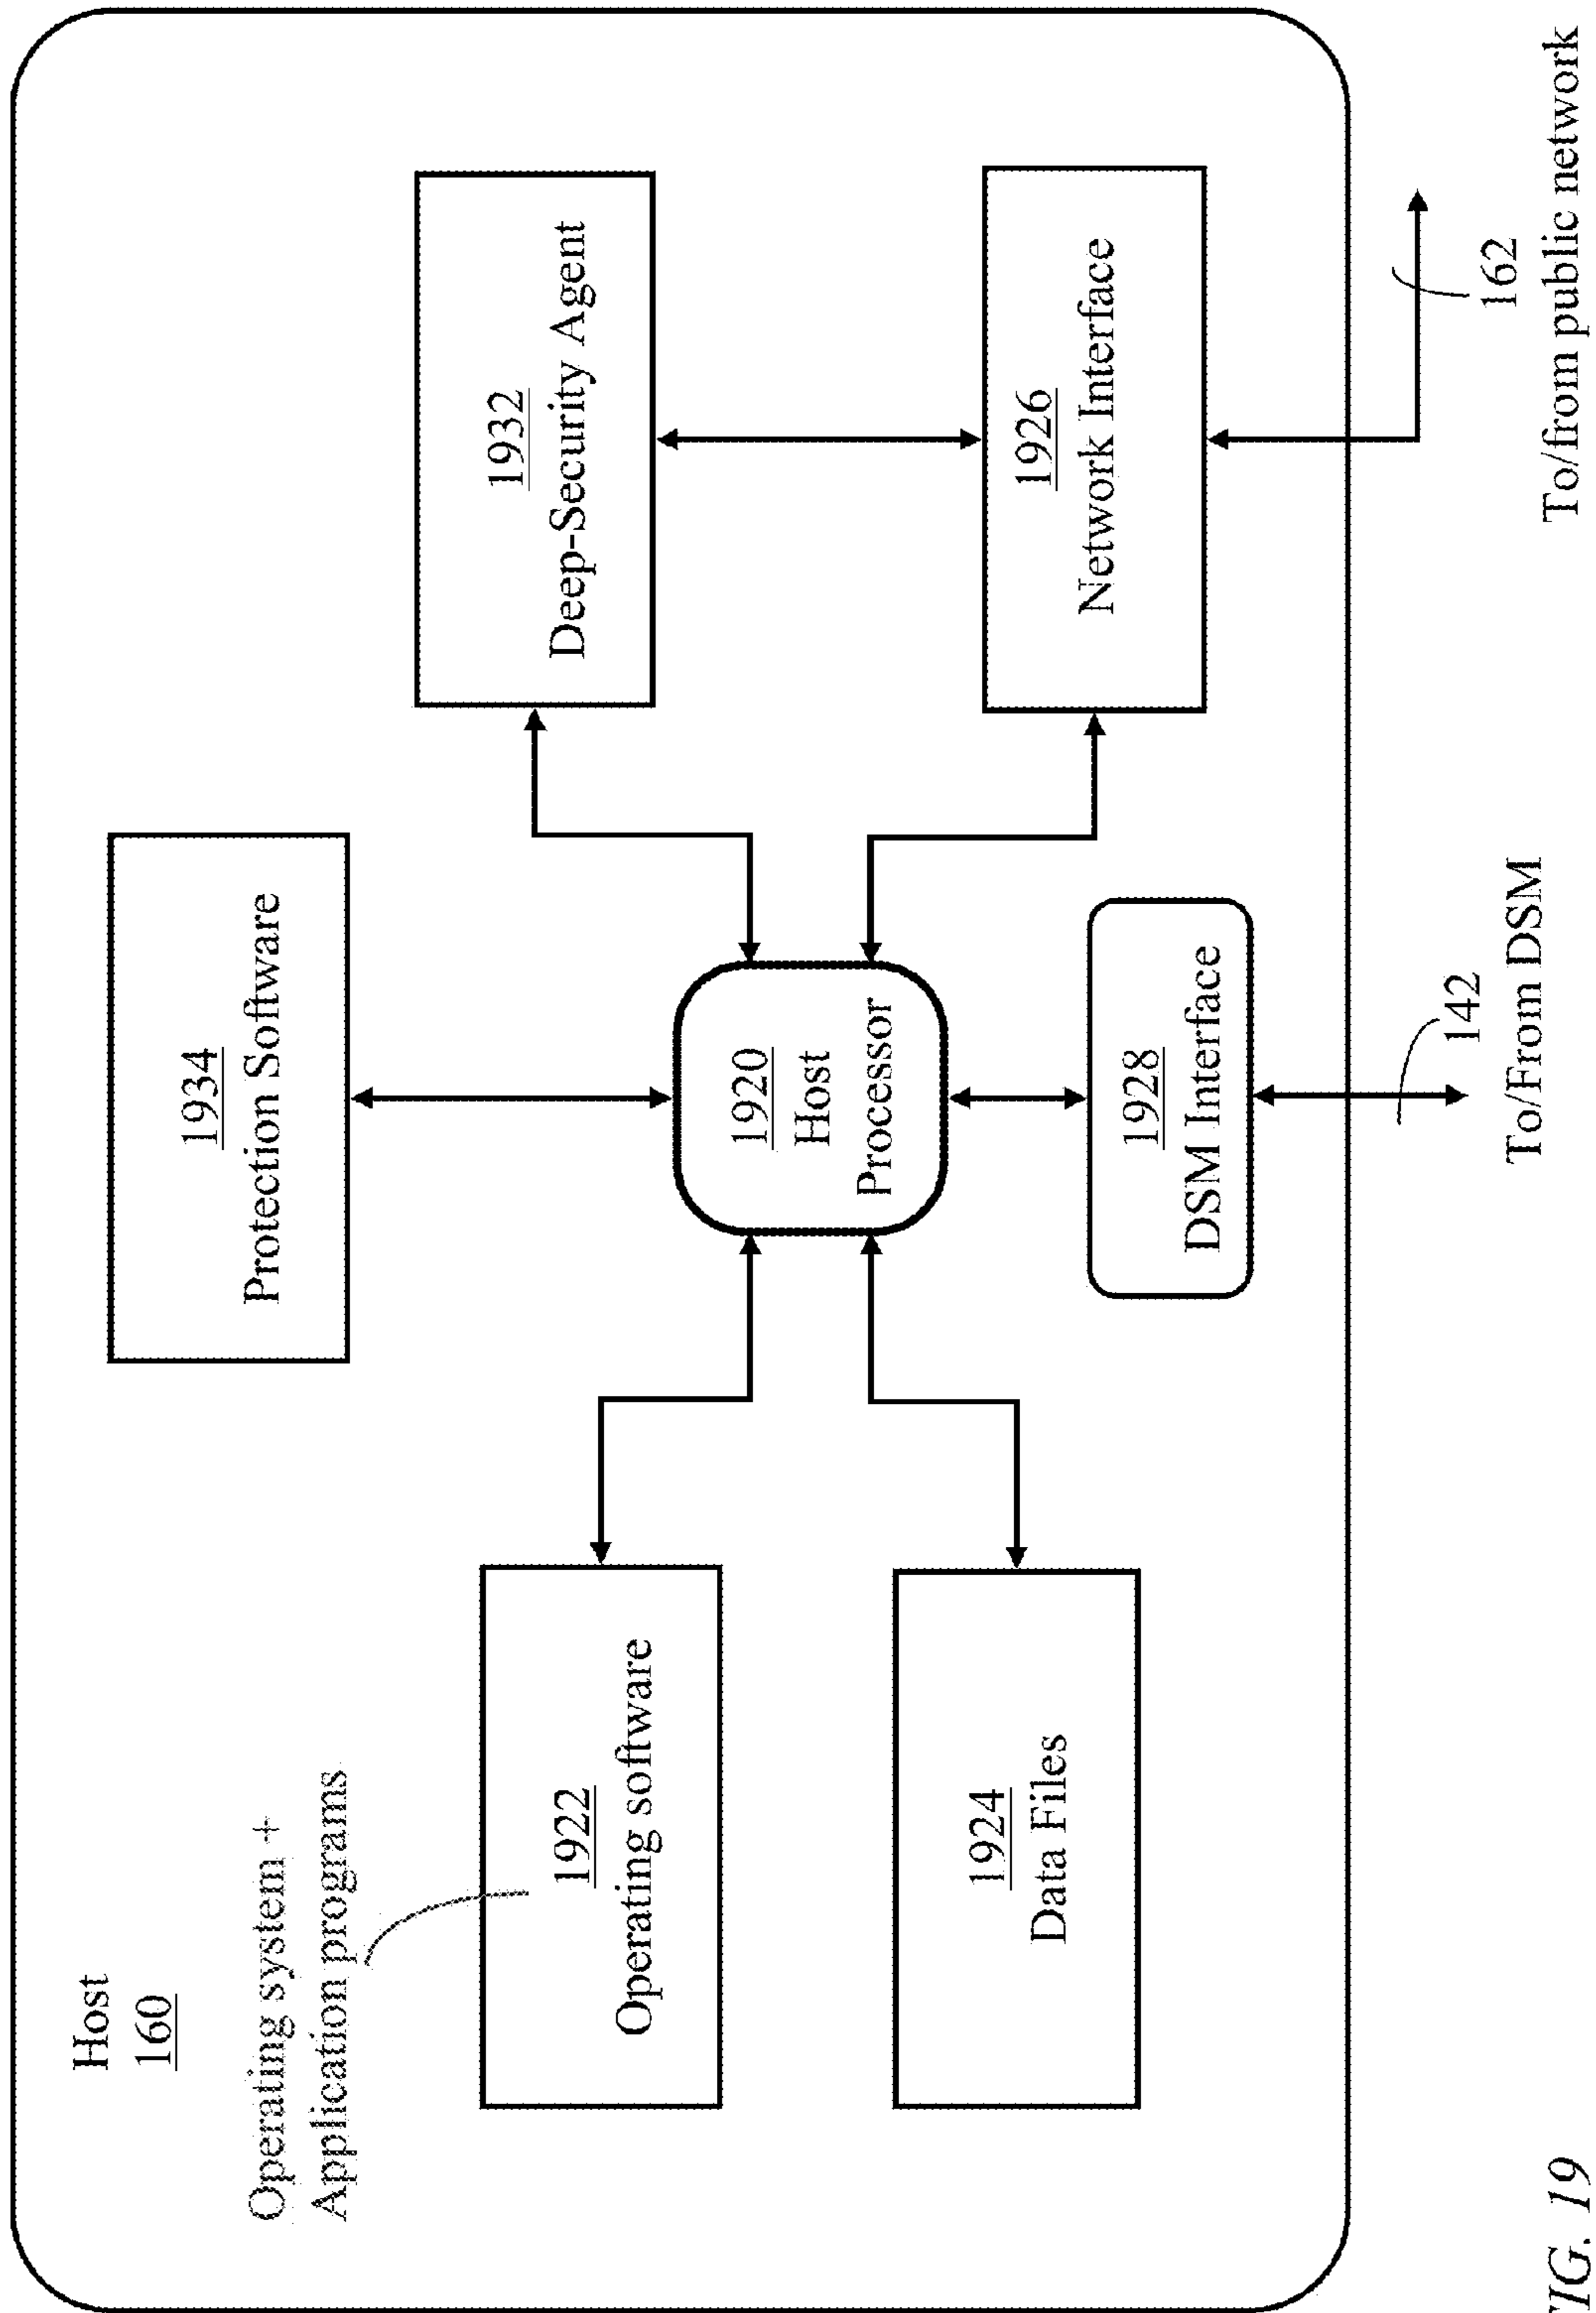 Host
160
Operating system +
Application programs
1934
Protection Software
1922
Operating software
1932
Deep-Security Agent
1920
Host
Processor
1924
Data Files
1926
Network Interface
1928
DSM Interface
142
To/From DSM
162
To/from public network
FIG. 19